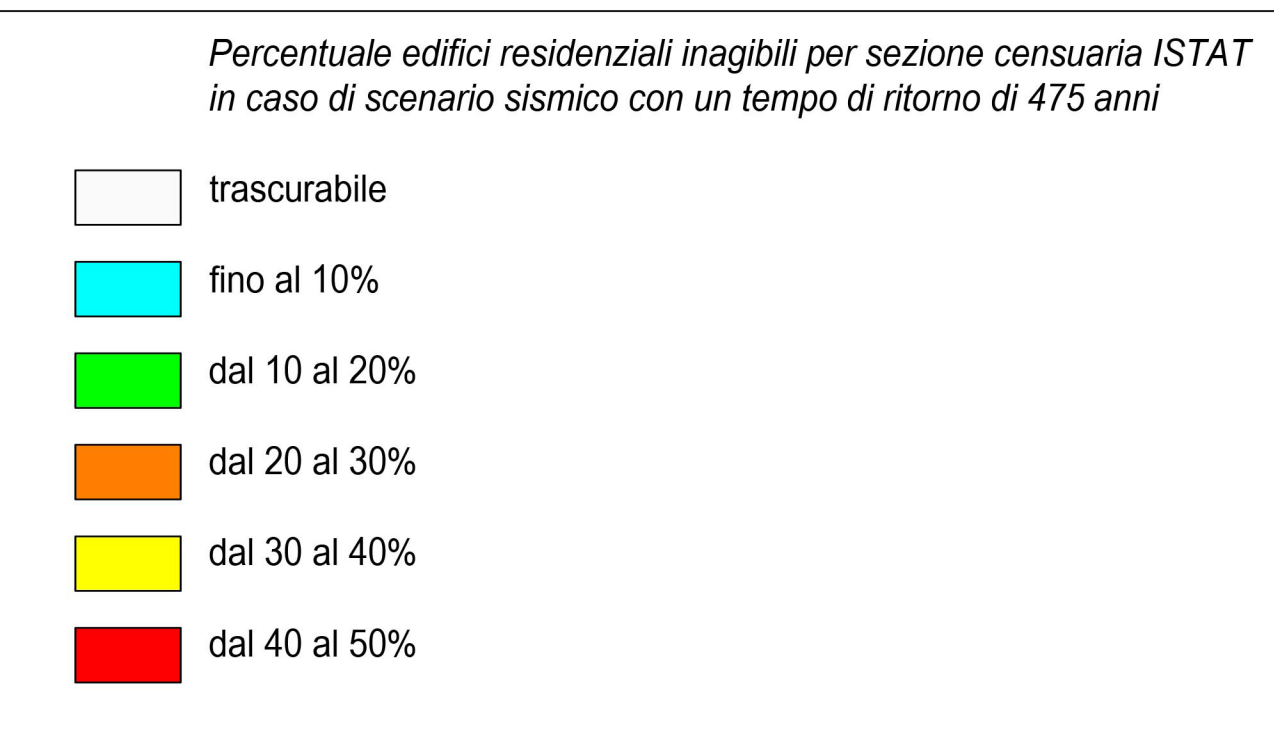 Percentuale edifici residenziali inagibili per sezione censuaria ISTAT
in caso di scenario sismico con un tempo di ritorno di 475 anni
trascurabile
fino al 10%
dal 10 al 20%
dal 20 al 30%
dal 30 al 40%
dal 40 al 50%